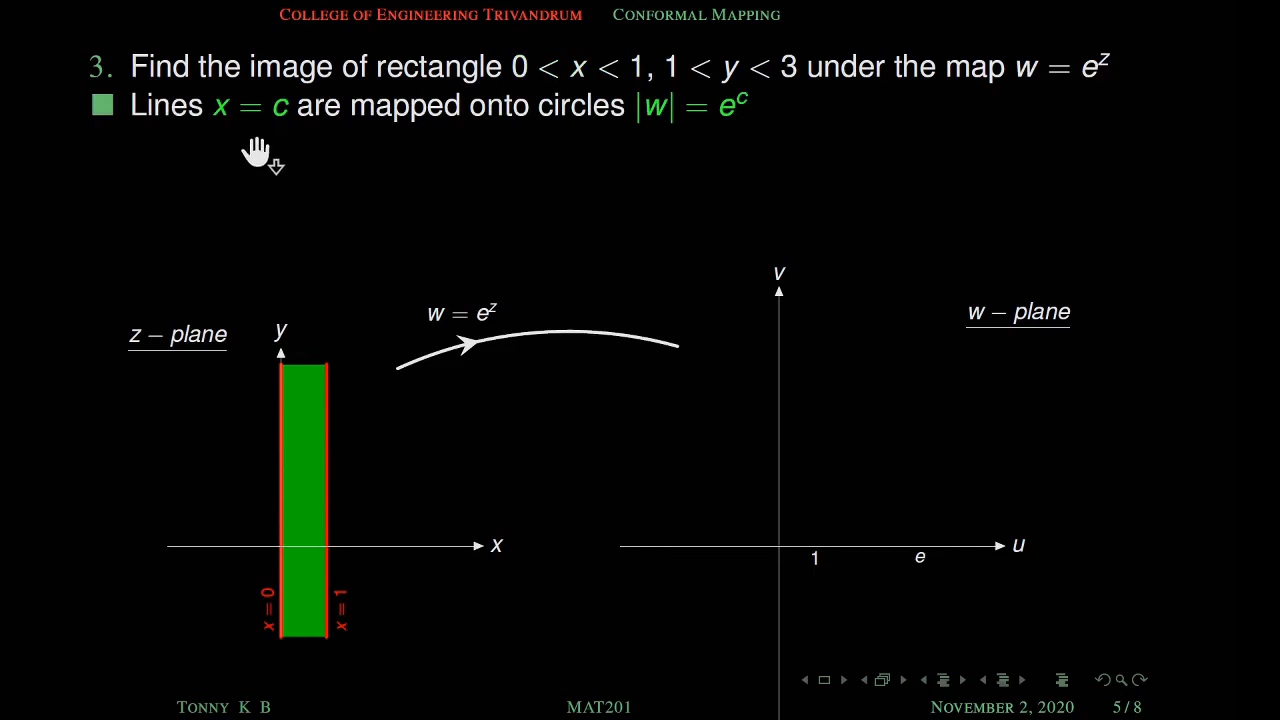 COLLEGE OF ENGINEERING TRIVANDRUM CONFORMAL MAPPING
3. Find the image of rectangle 0 < x < 1, 1 < y < 3 under the map w = e^z
Lines x = c are mapped onto circles |w| = e^c
v
w = e^z
w − plane
z − plane
y
x
u
1
e
x = 0
x = 1
TONNY K B MAT201 NOVEMBER 2, 2020 5 / 8